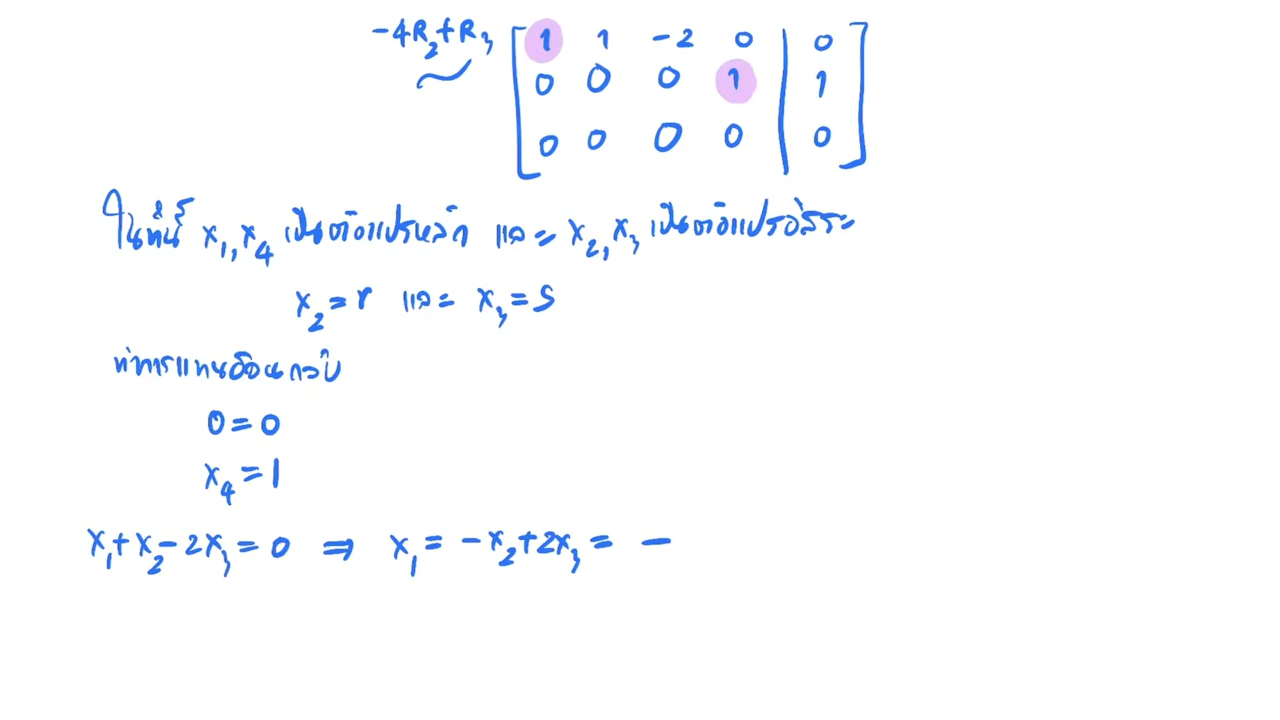 -4R₂+R₃ [ 1 1 -2 0 | 0 ]
[ 0 0 0 1 | 1 ]
[ 0 0 0 0 | 0 ]
ในที่นี้ x₁, x₄ เป็นตัวแปรหลัก และ x₂, x₃ เป็นตัวแปรอิสระ
x₂ = r และ x₃ = s
ทำการแทนย้อนกลับ
0 = 0
x₄ = 1
x₁ + x₂ - 2x₃ = 0 ⇒ x₁ = -x₂ + 2x₃ = -